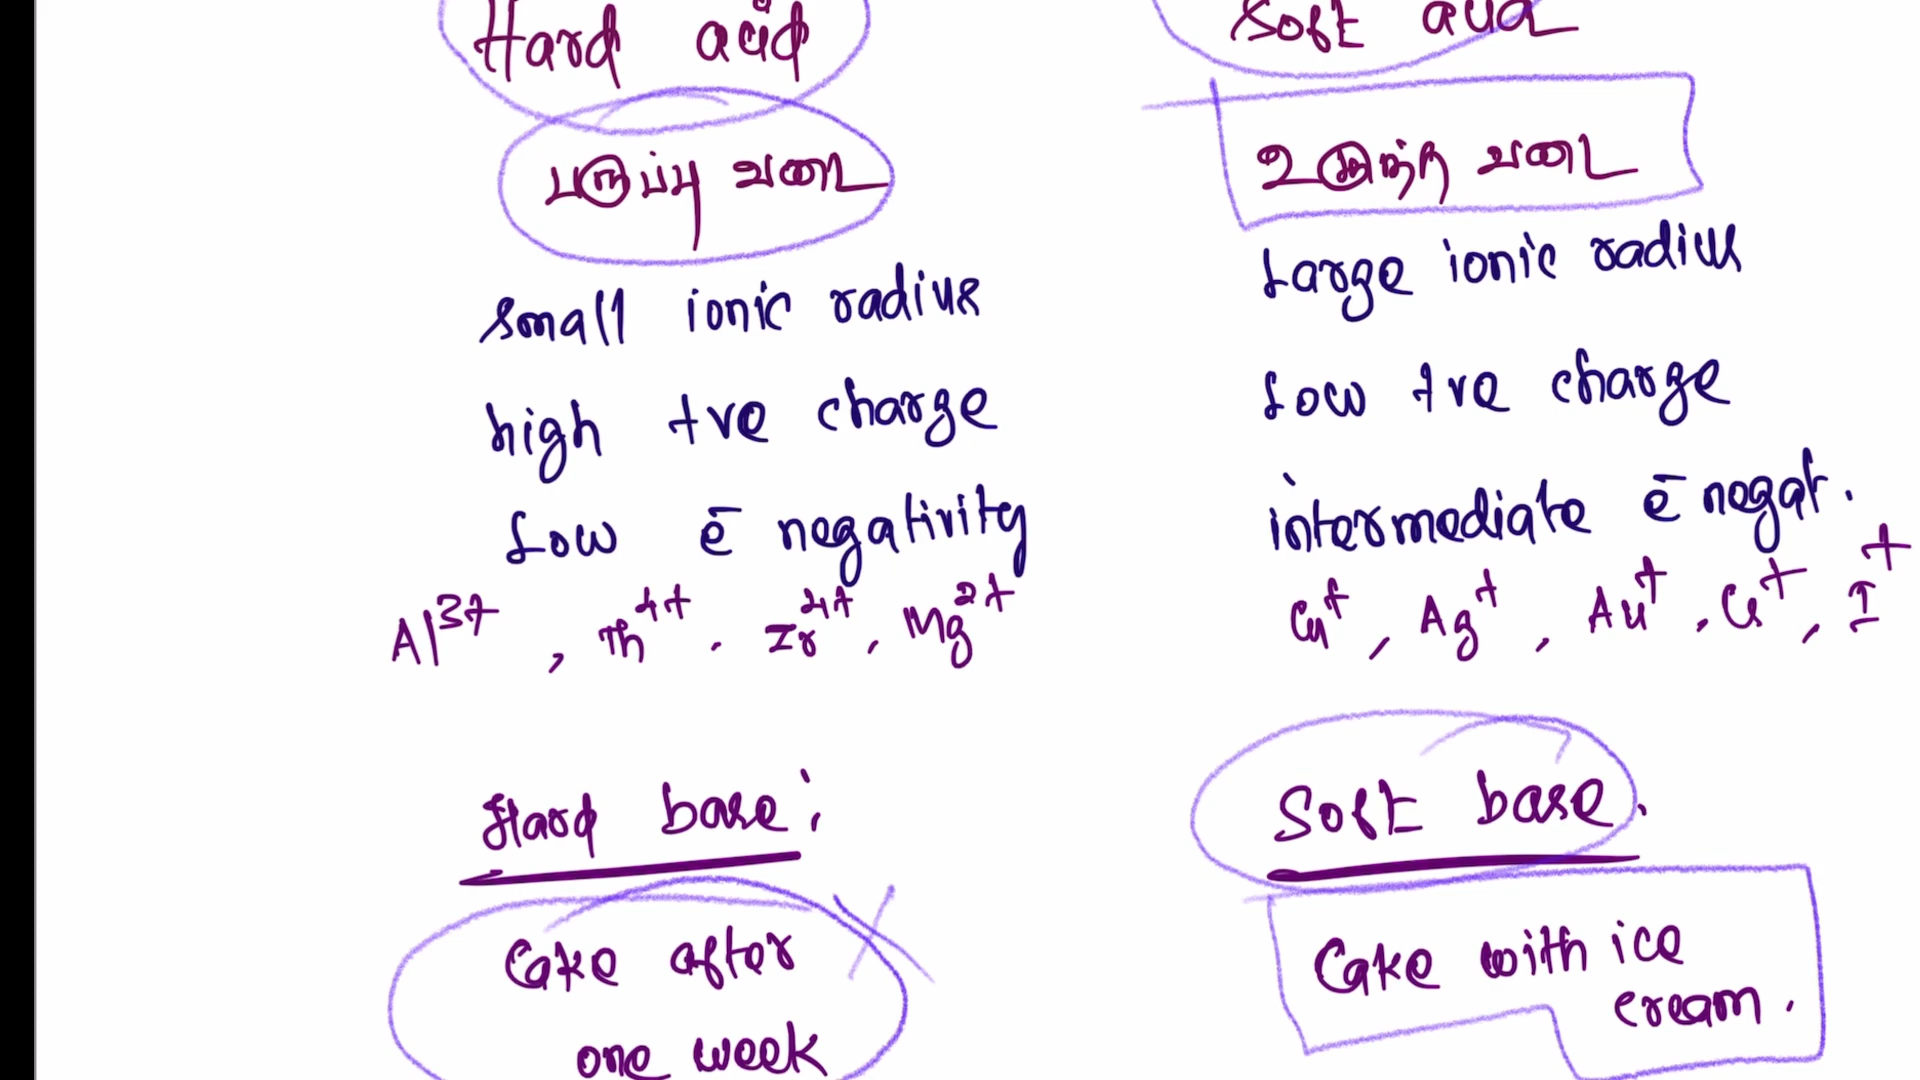 Hard acid
பருப்பு வடை
small ionic radius
high +ve charge
Low ē negativity
Al³⁺, Th⁴⁺, Zr⁴⁺, Mg²⁺
Soft acid
உளுந்து வடை
Large ionic radius
Low +ve charge
intermediate ē negat.
Cu⁺, Ag⁺, Au⁺, I⁺
Hard base:
Cake after
one week
Soft base.
Cake with ice
cream.